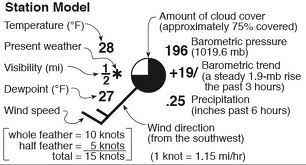 Station Model
Temperature (°F)
28
Present weather
Visibility (mi)
1/2 *
Dewpoint (°F)
27
Wind speed
whole feather = 10 knots
half feather = 5 knots
total = 15 knots
Amount of cloud cover
(approximately 75% covered)
196 Barometric pressure
(1019.6 mb)
+19/ Barometric trend
(a steady 1.9-mb rise
the past 3 hours)
.25 Precipitation
(inches past 6 hours)
Wind direction
(from the southwest)
(1 knot = 1.15 mi/hr)